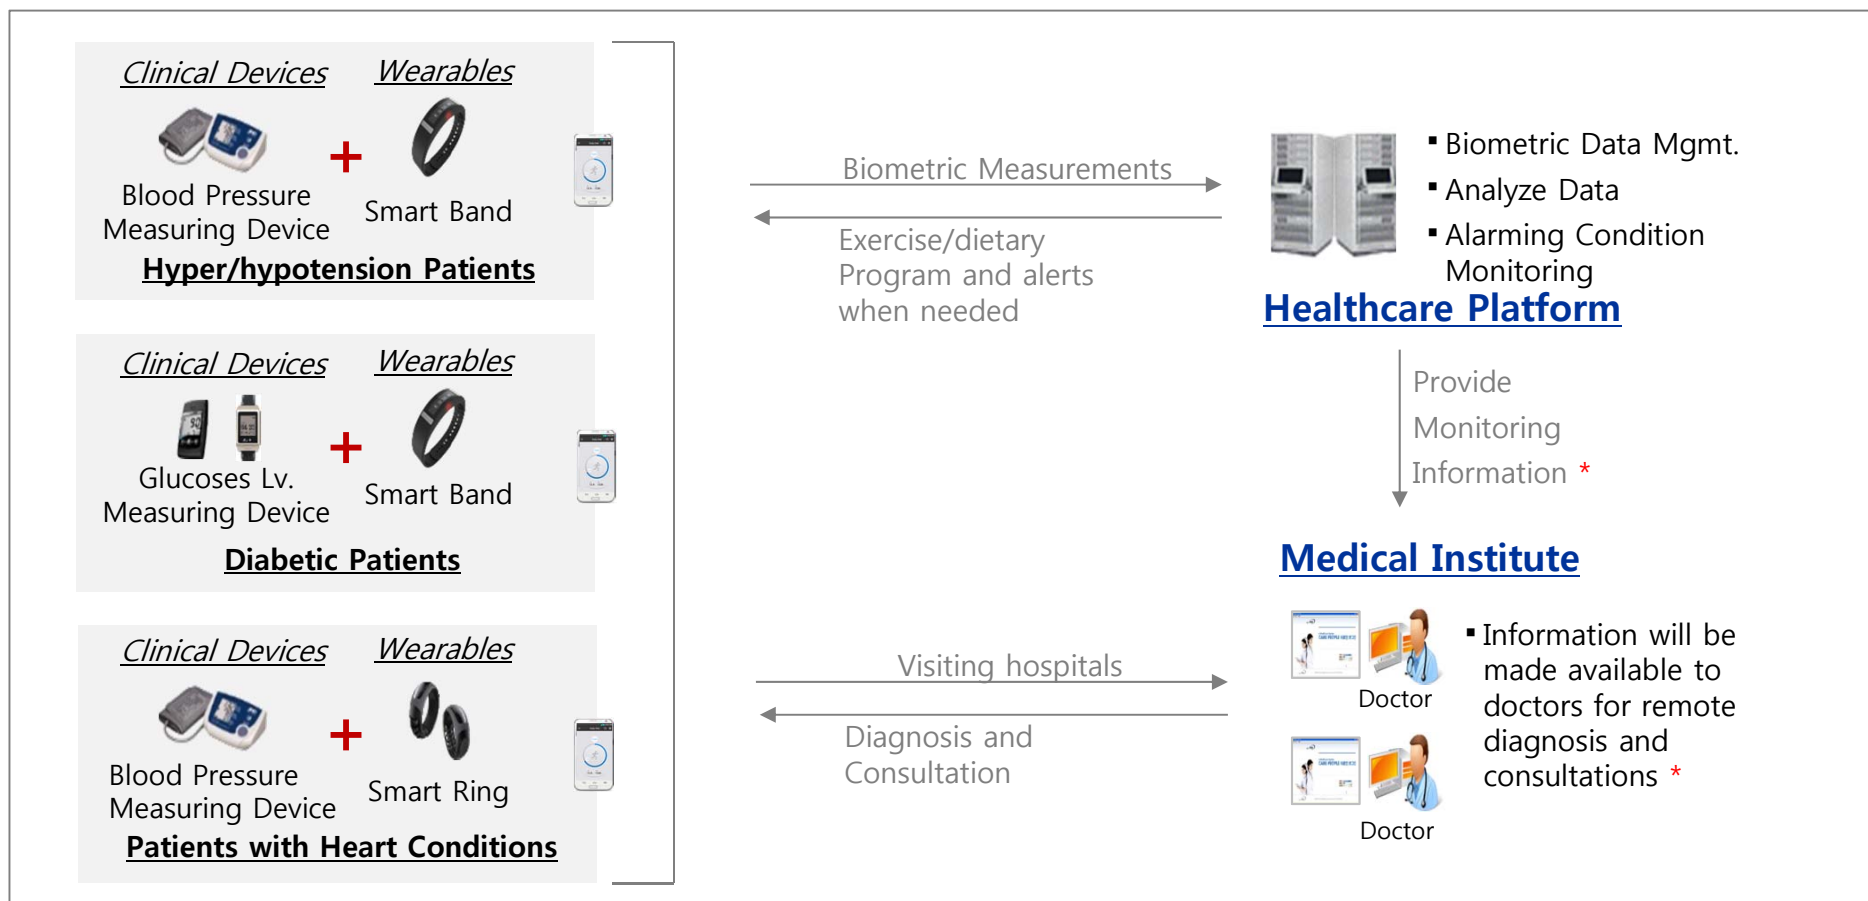 Clinical Devices
Wearables
Blood Pressure
Measuring Device
Smart Band
Hyper/hypotension Patients
Clinical Devices
Wearables
Glucoses Lv.
Measuring Device
Smart Band
Diabetic Patients
Clinical Devices
Wearables
Blood Pressure
Measuring Device
Smart Ring
Patients with Heart Conditions
Biometric Measurements
Exercise/dietary
Program and alerts
when needed
▪ Biometric Data Mgmt.
▪ Analyze Data
▪ Alarming Condition
Monitoring
Healthcare Platform
Provide
Monitoring
Information *
Medical Institute
Visiting hospitals
Diagnosis and
Consultation
Doctor
Doctor
▪ Information will be
made available to
doctors for remote
diagnosis and
consultations *